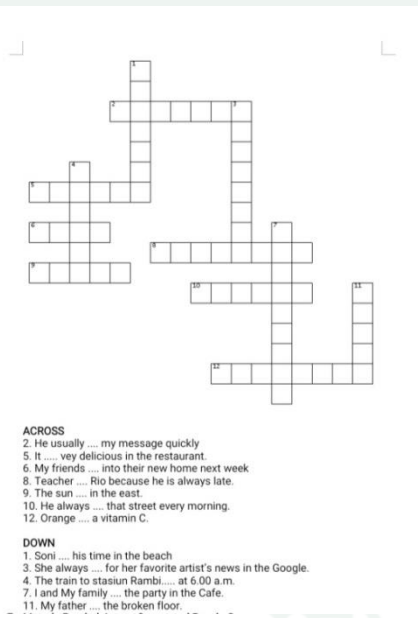 1
2
3
4
5
6
7
8
9
10
11
12
ACROSS
2. He usually .... my message quickly
5. It ..... vey delicious in the restaurant.
6. My friends .... into their new home next week
8. Teacher .... Rio because he is always late.
9. The sun .... in the east.
10. He always .... that street every morning.
12. Orange .... a vitamin C.
DOWN
1. Soni .... his time in the beach
3. She always .... for her favorite artist's news in the Google.
4. The train to stasiun Rambi..... at 6.00 a.m.
7. I and My family .... the party in the Cafe.
11. My father .... the broken floor.